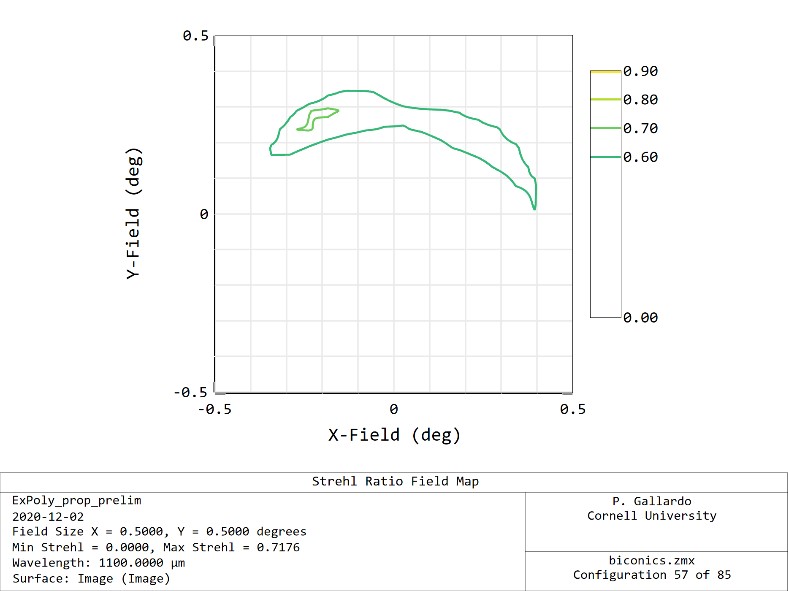 0.5
0
-0.5
-0.5
0
0.5
Y-Field (deg)
X-Field (deg)
0.90
0.80
0.70
0.60
0.00
Strehl Ratio Field Map
ExPoly_prop_prelim
2020-12-02
Field Size X = 0.5000, Y = 0.5000 degrees
Min Strehl = 0.0000, Max Strehl = 0.7176
Wavelength: 1100.0000 µm
Surface: Image (Image)
P. Gallardo
Cornell University
biconics.zmx
Configuration 57 of 85